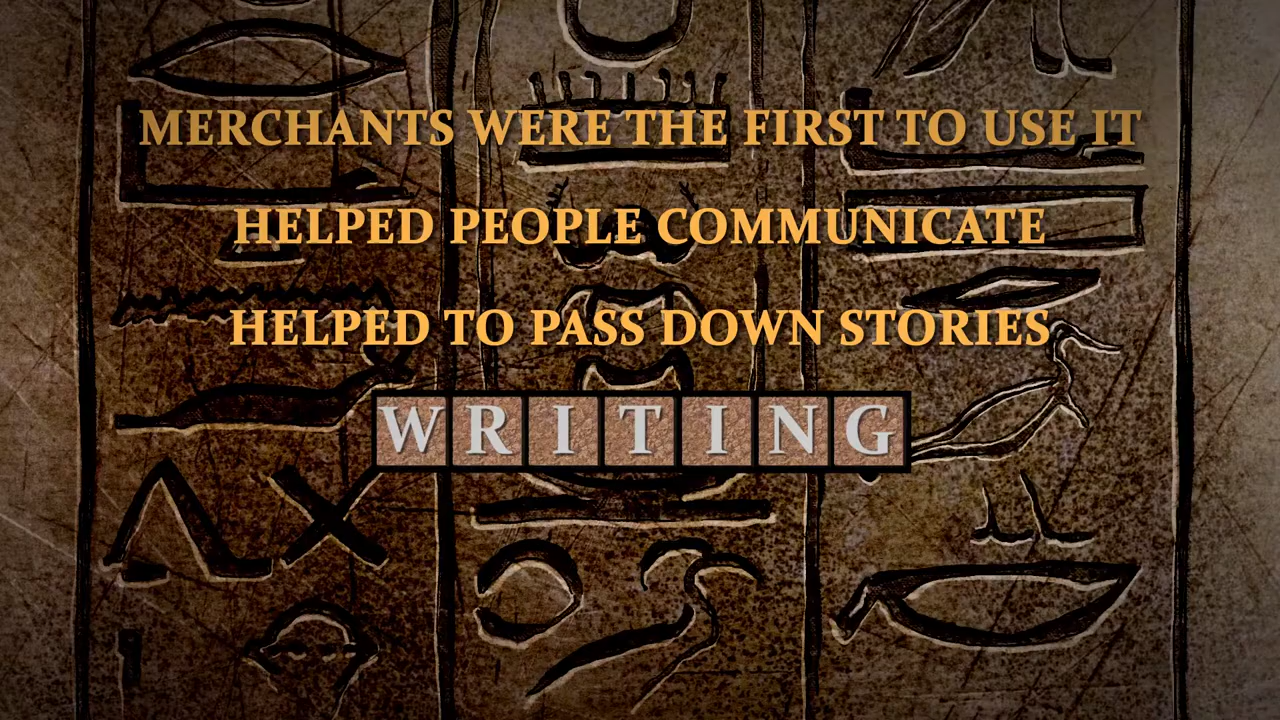 MERCHANTS WERE THE FIRST TO USE IT
HELPED PEOPLE COMMUNICATE
HELPED TO PASS DOWN STORIES
WRITING